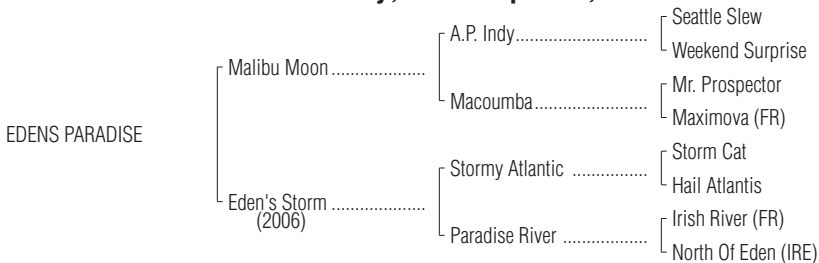 Seattle Slew
A.P. Indy
Weekend Surprise
Malibu Moon
Mr. Prospector
Macoumba
Maximova (FR)
EDENS PARADISE
Storm Cat
Stormy Atlantic
Hail Atlantis
Eden's Storm
(2006)
Irish River (FR)
Paradise River
North Of Eden (IRE)